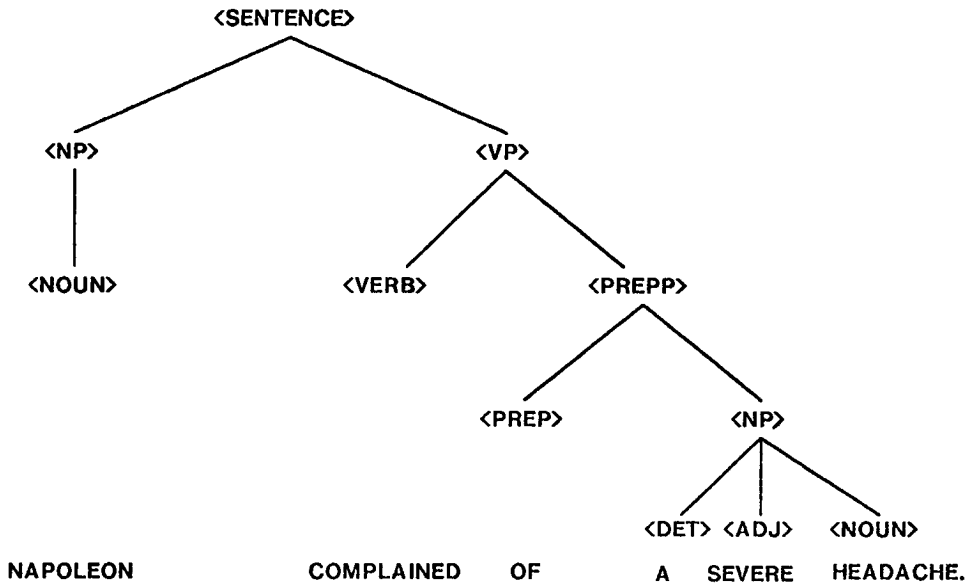 <SENTENCE>
<NP> <VP>
<NOUN> <VERB> <PREPP>
<PREP> <NP>
<DET> <ADJ> <NOUN>
NAPOLEON COMPLAINED OF A SEVERE HEADACHE.